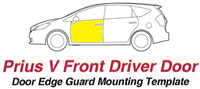 Prius V Front Driver Door
Door Edge Guard Mounting Template